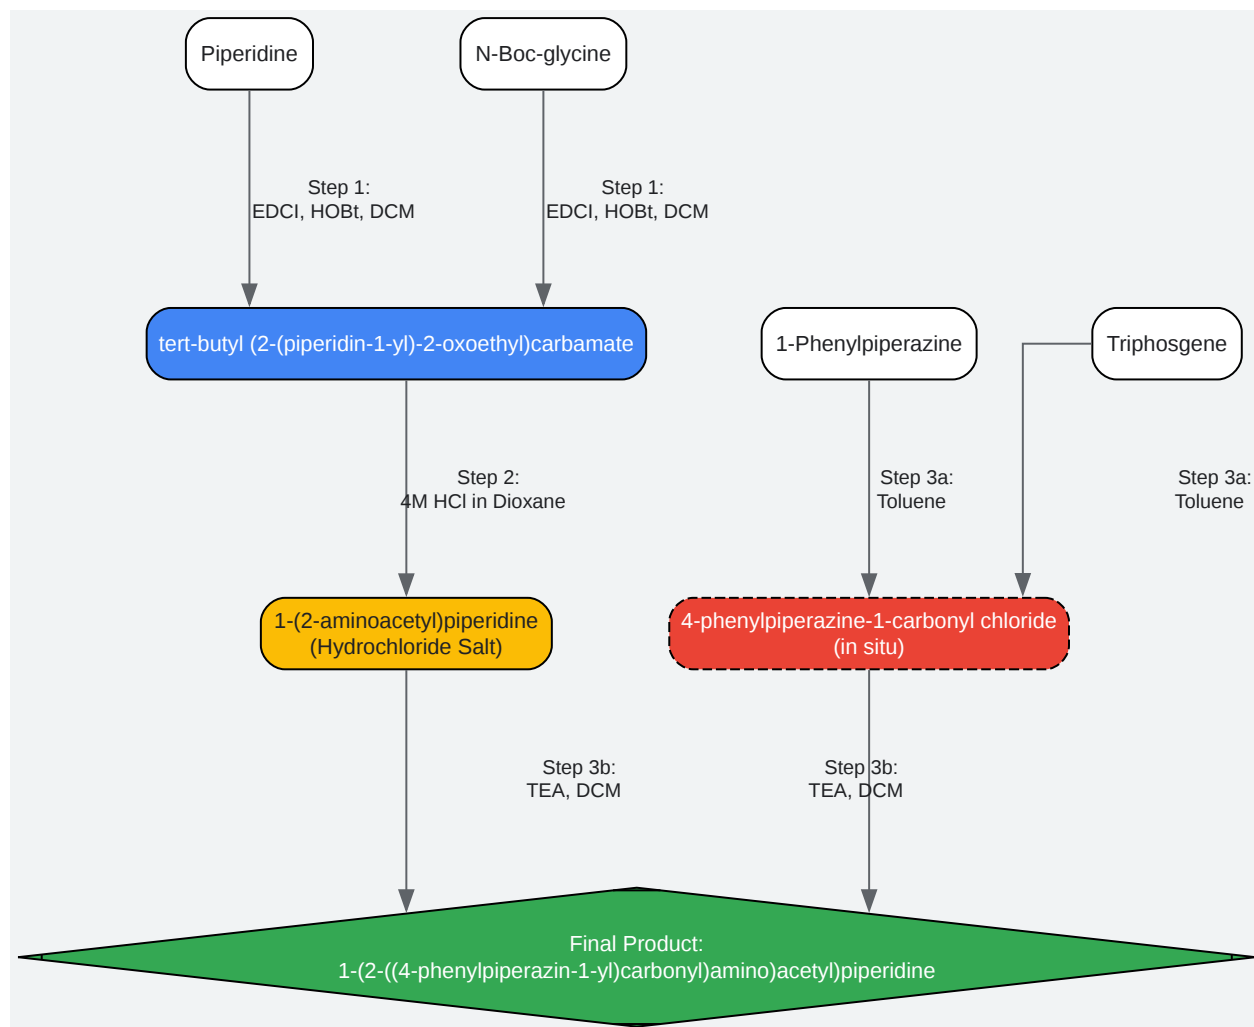 Piperidine
N-Boc-glycine
Step 1:
EDCI, HOBt, DCM
Step 1:
EDCI, HOBt, DCM
tert-butyl (2-(piperidin-1-yl)-2-oxoethyl)carbamate
1-Phenylpiperazine
Triphosgene
Step 2:
4M HCl in Dioxane
Step 3a:
Toluene
Step 3a:
Toluene
1-(2-aminoacetyl)piperidine
(Hydrochloride Salt)
4-phenylpiperazine-1-carbonyl chloride
(in situ)
Step 3b:
TEA, DCM
Step 3b:
TEA, DCM
Final Product:
1-(2-((4-phenylpiperazin-1-yl)carbonyl)amino)acetyl)piperidine